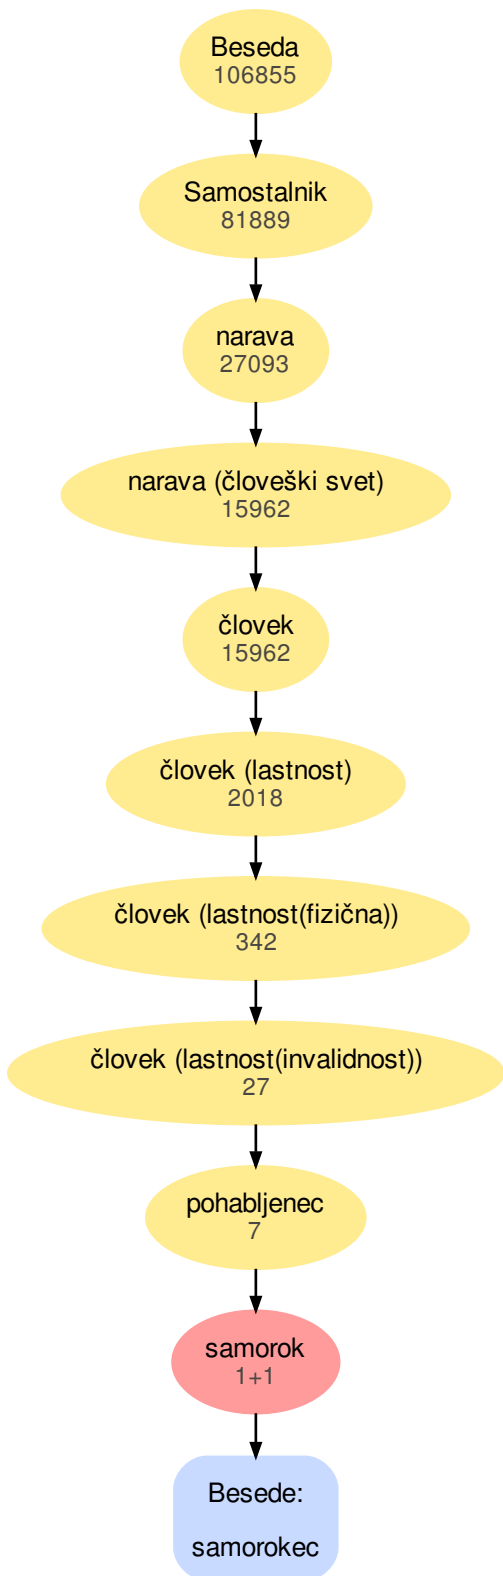 Beseda
106855
Samostalnik
81889
narava
27093
narava (človeški svet)
15962
človek
15962
človek (lastnost)
2018
človek (lastnost(fizična))
342
človek (lastnost(invalidnost))
27
pohabljenec
7
samorok
1+1
Besede:
samorokec